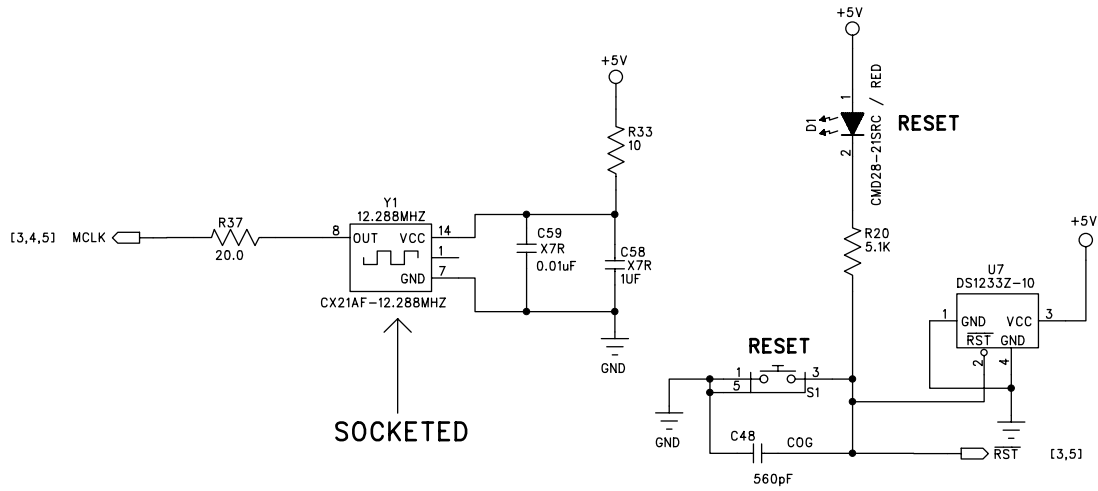 +5V
R33
10
Y1
12.288MHZ
[3,4,5] MCLK
R37
20.0
8
OUT
VCC
14
1
GND
7
CX21AF-12.288MHZ
C59
X7R
0.01uF
C58
X7R
1UF
GND
SOCKETED
+5V
1
D1
2
CMD28-21SRC / RED
RESET
R20
5.1K
+5V
U7
DS1233Z-10
1
GND
VCC
3
RST
GND
2
4
RESET
1
5
3
S1
GND
C48
COG
560pF
RST [3,5]